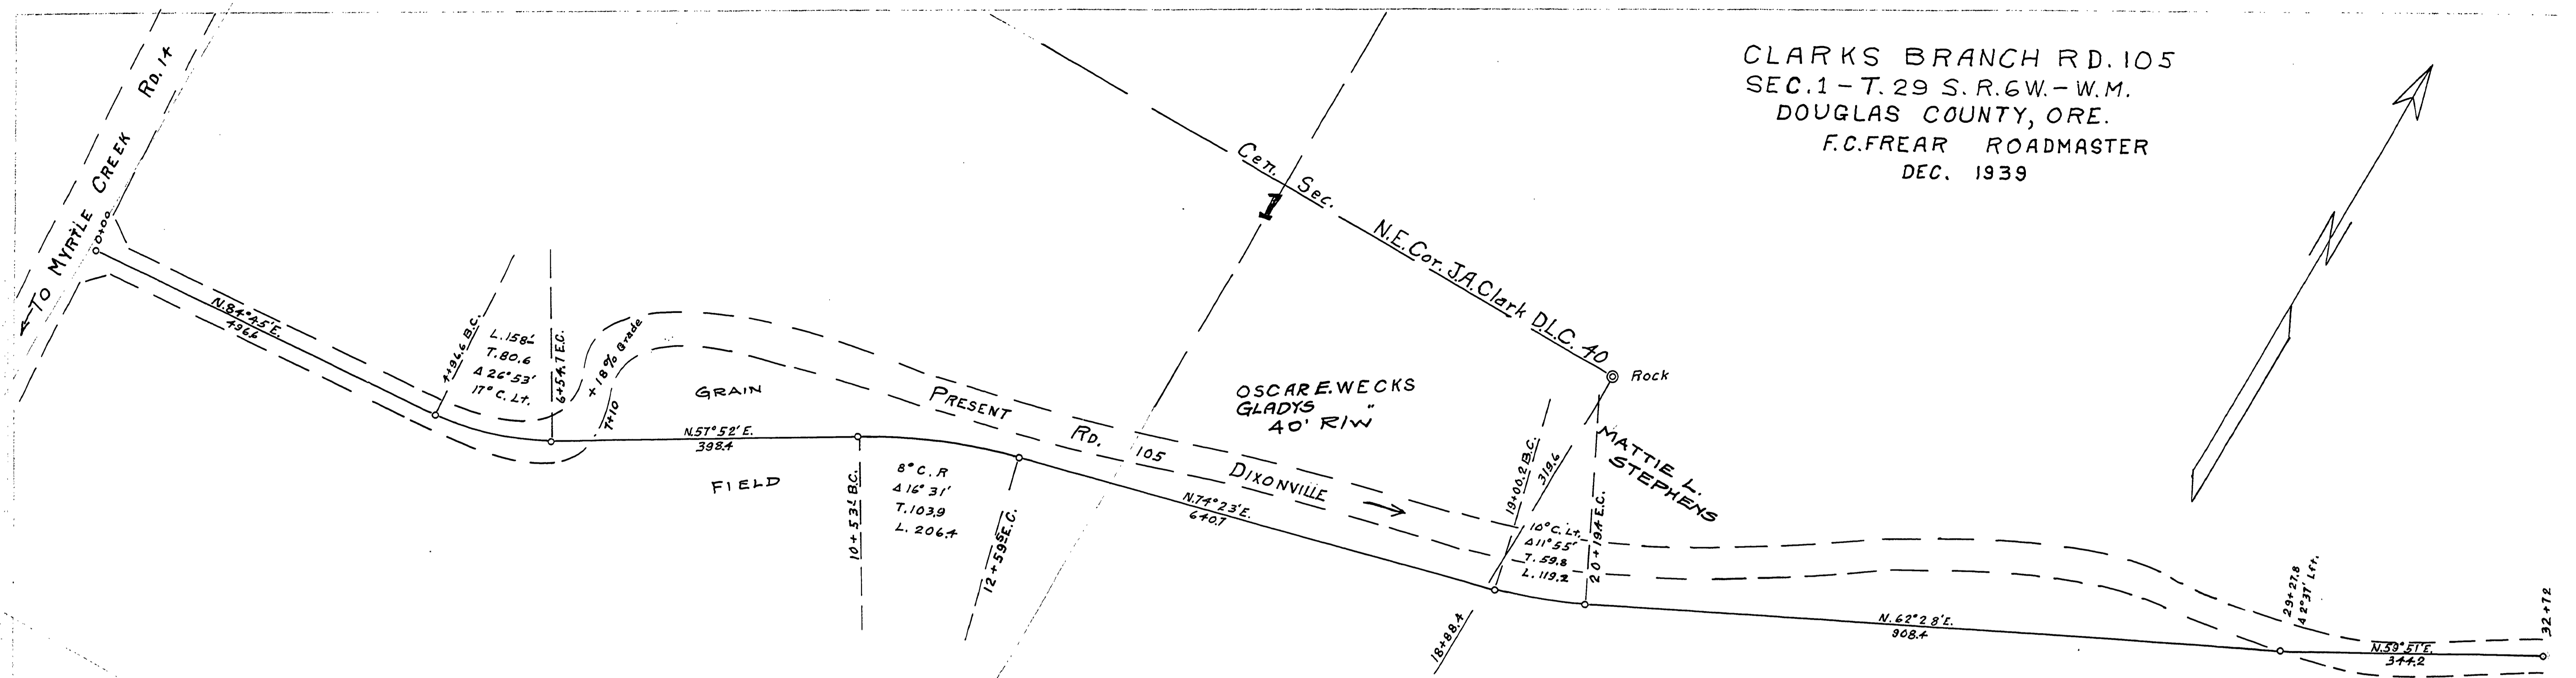 CLARKS BRANCH RD. 105
SEC. 1 - T. 29 S. R. 6 W. - W.M.
DOUGLAS COUNTY, ORE.
F.C. FREAR ROADMASTER
DEC. 1939
N
TO MYRTLE CREEK RD. 14
0+00
N. 84° 45' E.
496.6
4+96.6 B.C.
L. 158.1
T. 80.6
Δ 26° 53'
17° C. Lt.
6+54.7 E.C.
+18% Grade
7+10
GRAIN
FIELD
N. 57° 52' E.
398.4
10+53.1 B.C.
8° C. R
Δ 16° 31'
T. 103.9
L. 206.4
12+59.5 E.C.
PRESENT RD. 105
DIXONVILLE
N. 74° 23' E.
640.7
Cen. Sec. 1
N.E. Cor. J.A. Clark D.L.C. 40
Rock
OSCAR E. WECKS
GLADYS "
40' R/W
MATTIE L.
STEPHENS
319.6
18+88.4
19+00.2 B.C.
10° C. Lt.
Δ 11° 55'
T. 59.8
L. 119.2
20+19.4 E.C.
N. 62° 28' E.
908.4
29+27.8
Δ 2° 37' Lft.
N. 59° 51' E.
344.2
32+72